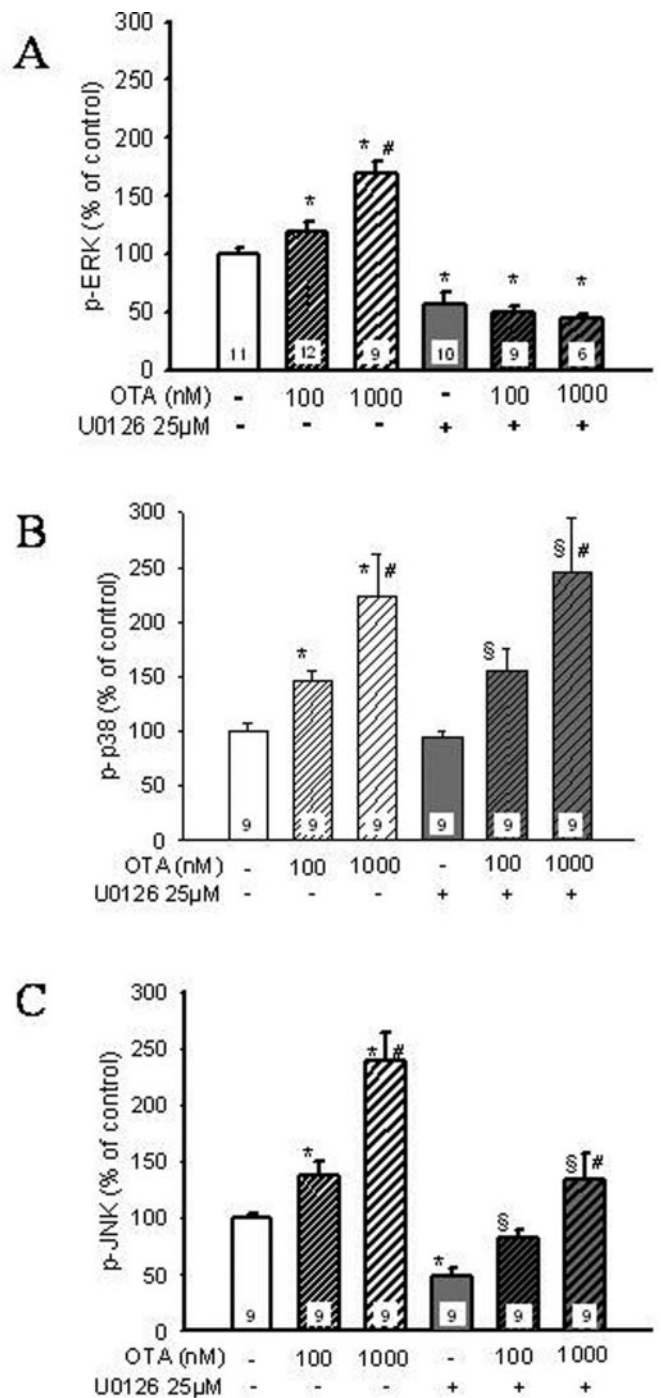 A
p-ERK (% of control)
300
250
200
150
100
50
0
* * # * * *
11 12 9 10 9 6
OTA (nM) - 100 1000 - 100 1000
U0126 25µM - - - + + +
B
p-p38 (% of control)
300
250
200
150
100
50
0
* * # § § #
9 9 9 9 9 9
OTA (nM) - 100 1000 - 100 1000
U0126 25µM - - - + + +
C
p-JNK (% of control)
300
250
200
150
100
50
0
* * # * § § #
9 9 9 9 9 9
OTA (nM) - 100 1000 - 100 1000
U0126 25µM - - - + + +